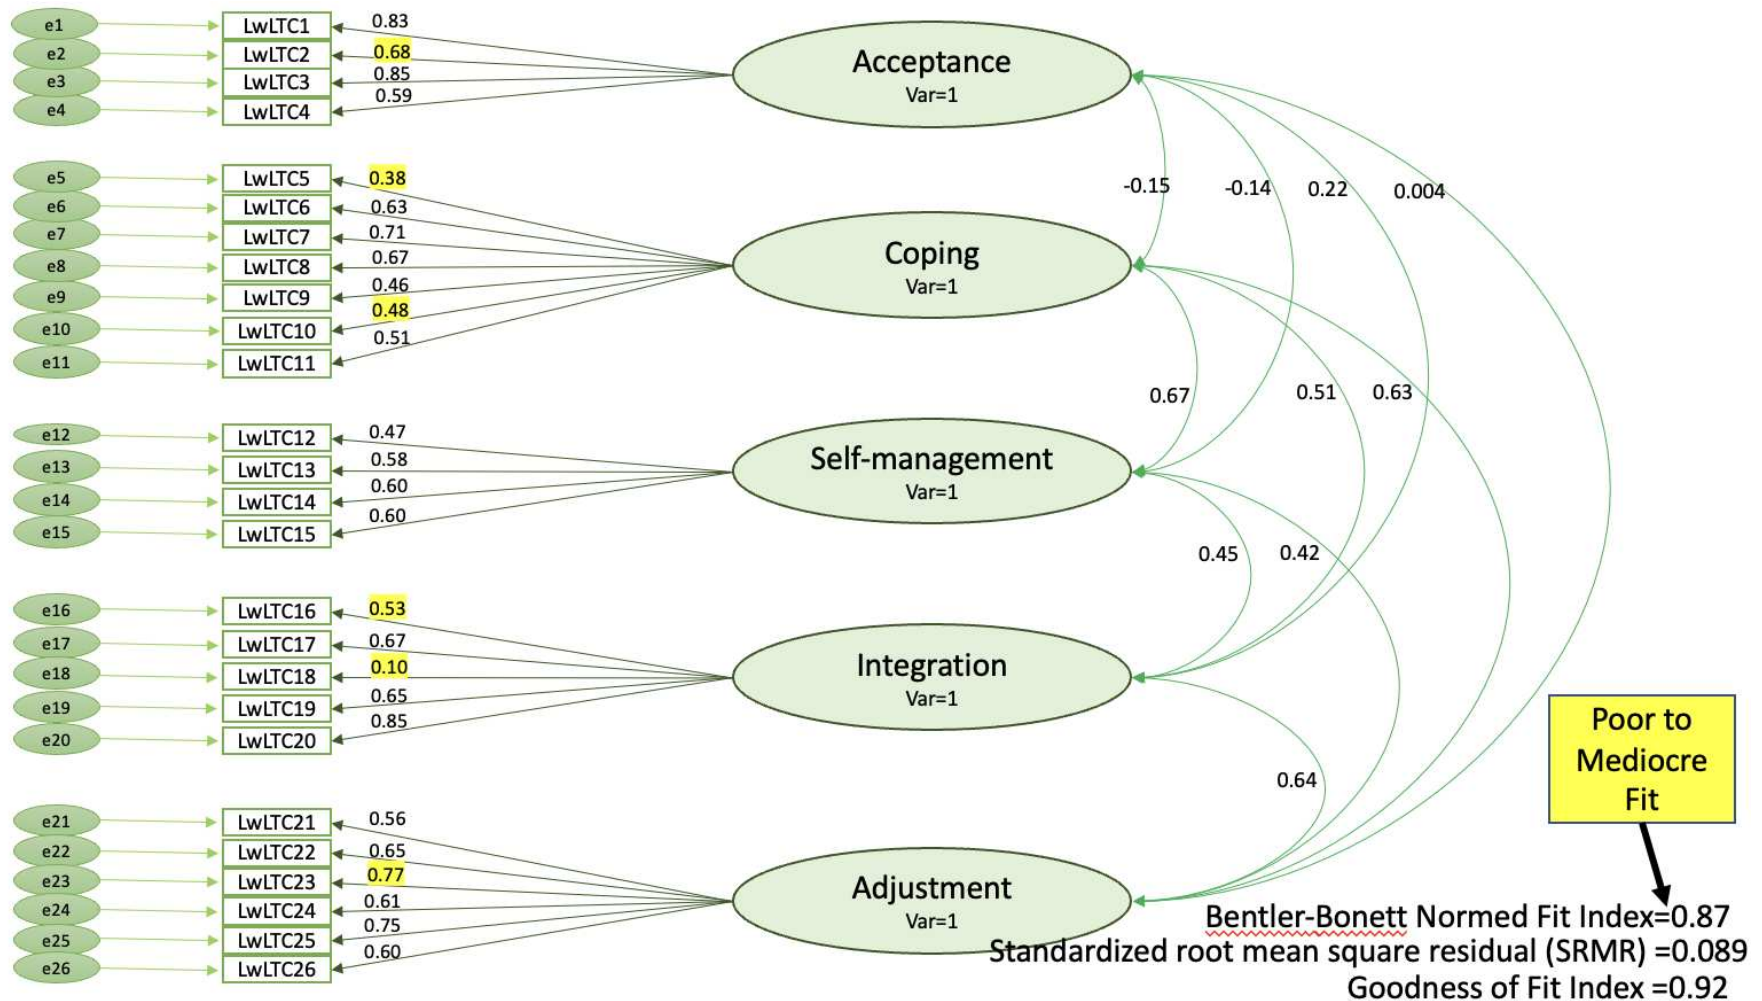 e1 LwLTC1 0.83
e2 LwLTC2 0.68
e3 LwLTC3 0.85
e4 LwLTC4 0.59
Acceptance
Var=1
e5 LwLTC5 0.38
e6 LwLTC6 0.63
e7 LwLTC7 0.71
e8 LwLTC8 0.67
e9 LwLTC9 0.46
e10 LwLTC10 0.48
e11 LwLTC11 0.51
Coping
Var=1
-0.15 -0.14 0.22 0.004
e12 LwLTC12 0.47
e13 LwLTC13 0.58
e14 LwLTC14 0.60
e15 LwLTC15 0.60
Self-management
Var=1
0.67 0.51 0.63
e16 LwLTC16 0.53
e17 LwLTC17 0.67
e18 LwLTC18 0.10
e19 LwLTC19 0.65
e20 LwLTC20 0.85
Integration
Var=1
0.45 0.42
e21 LwLTC21 0.56
e22 LwLTC22 0.65
e23 LwLTC23 0.77
e24 LwLTC24 0.61
e25 LwLTC25 0.75
e26 LwLTC26 0.60
Adjustment
Var=1
0.64
Poor to
Mediocre
Fit
Bentler-Bonett Normed Fit Index=0.87
Standardized root mean square residual (SRMR) =0.089
Goodness of Fit Index =0.92